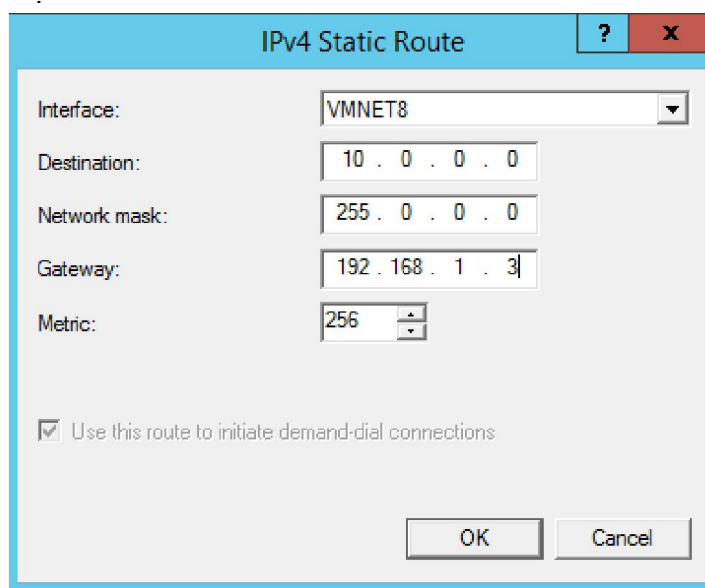 IPv4 Static Route ? x
Interface: VMNET8
Destination: 10 . 0 . 0 . 0
Network mask: 255 . 0 . 0 . 0
Gateway: 192 . 168 . 1 . 3
Metric: 256
Use this route to initiate demand-dial connections
OK Cancel